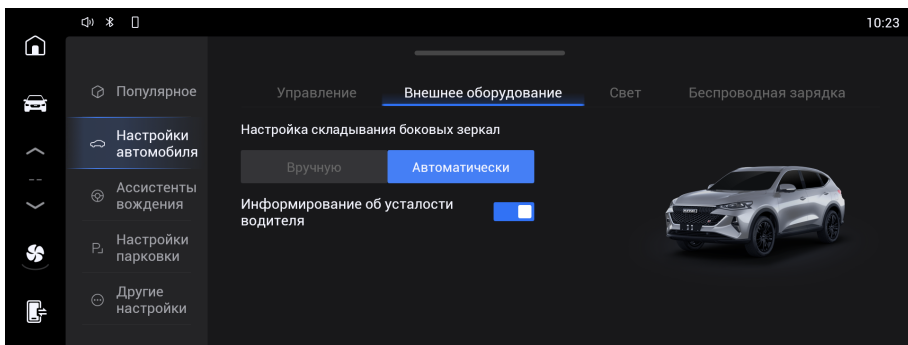 10:23
Популярное
Управление
Внешнее оборудование
Свет
Беспроводная зарядка
Настройка складывания боковых зеркал
Настройки
автомобиля
Вручную
Автоматически
Ассистенты
вождения
Информирование об усталости
водителя
Настройки
парковки
Другие
настройки
--
HAVAL